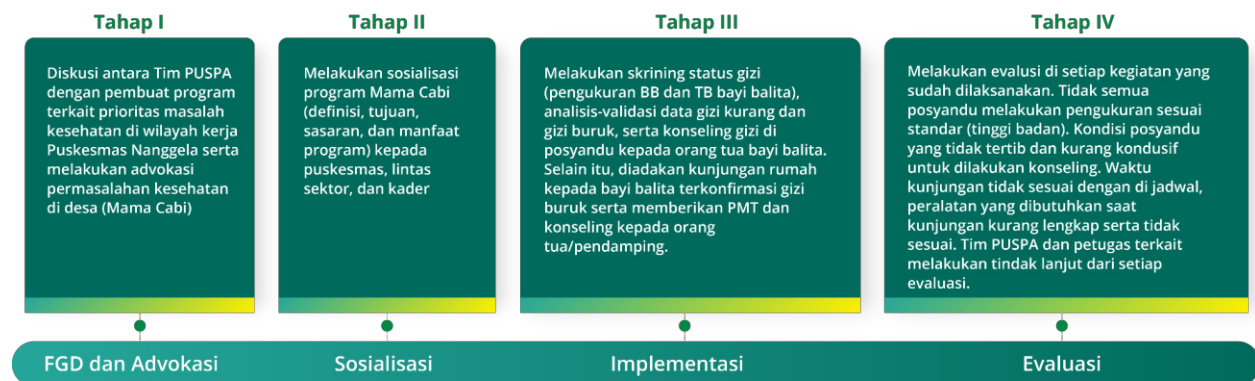 Tahap I
Diskusi antara Tim PUSPA
dengan pembuat program
terkait prioritas masalah
kesehatan di wilayah kerja
Puskesmas Nanggela serta
melakukan advokasi
permasalahan kesehatan
di desa (Mama Cabi)
FGD dan Advokasi
Tahap II
Melakukan sosialisasi
program Mama Cabi
(definisi, tujuan,
sasaran, dan manfaat
program) kepada
puskesmas, lintas
sektor, dan kader
Sosialisasi
Tahap III
Melakukan skrining status gizi
(pengukuran BB dan TB bayi balita),
analisis-validasi data gizi kurang dan
gizi buruk, serta konseling gizi di
posyandu kepada orang tua bayi balita.
Selain itu, diadakan kunjungan rumah
kepada bayi balita terkonfirmasi gizi
buruk serta memberikan PMT dan
konseling kepada orang
tua/pendamping.
Implementasi
Tahap IV
Melakukan evalusi di setiap kegiatan yang
sudah dilaksanakan. Tidak semua
posyandu melakukan pengukuran sesuai
standar (tinggi badan). Kondisi posyandu
yang tidak tertib dan kurang kondusif
untuk dilakukan konseling. Waktu
kunjungan tidak sesuai dengan di jadwal,
peralatan yang dibutuhkan saat
kunjungan kurang lengkap serta tidak
sesuai. Tim PUSPA dan petugas terkait
melakukan tindak lanjut dari setiap
evaluasi.
Evaluasi